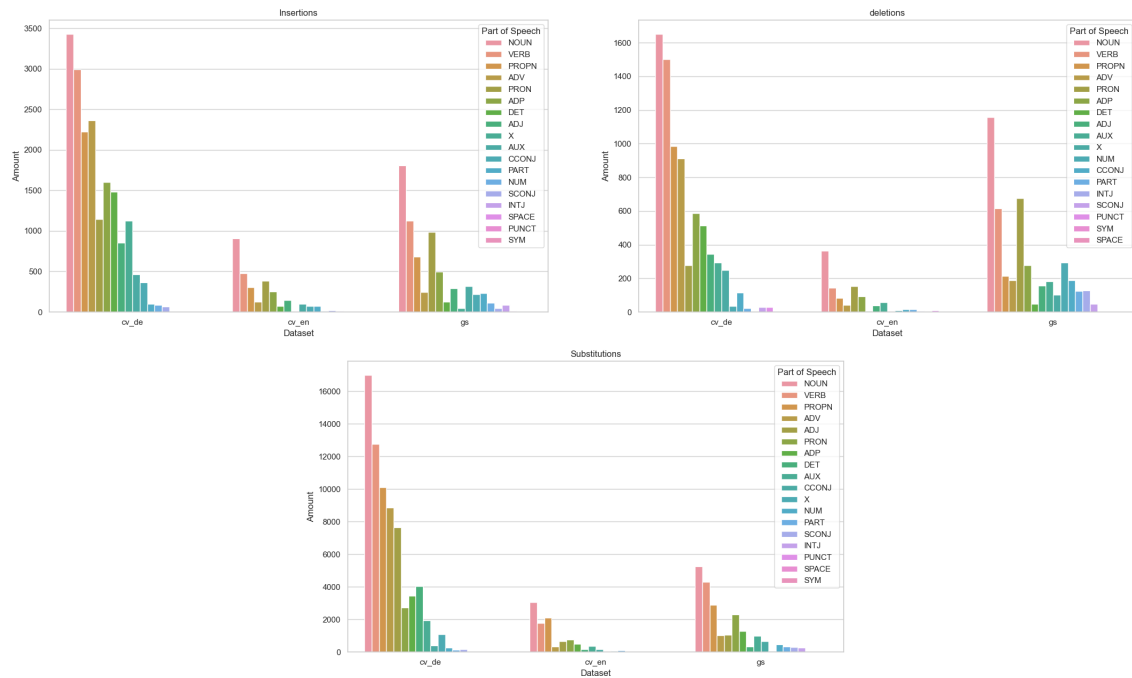 Insertions
3500
3000
2500
2000
1500
1000
500
0
Amount
cv_de
cv_en
gs
Dataset
Part of Speech
NOUN
VERB
PROPN
ADV
PRON
ADP
DET
ADJ
X
AUX
CCONJ
PART
NUM
SCONJ
INTJ
SPACE
PUNCT
SYM
deletions
1600
1400
1200
1000
800
600
400
200
0
Amount
cv_de
cv_en
gs
Dataset
Part of Speech
NOUN
VERB
PROPN
ADV
PRON
ADP
DET
ADJ
AUX
X
NUM
CCONJ
PART
INTJ
SCONJ
PUNCT
SYM
SPACE
Substitutions
16000
14000
12000
10000
8000
6000
4000
2000
0
Amount
cv_de
cv_en
gs
Dataset
Part of Speech
NOUN
VERB
PROPN
ADV
ADJ
PRON
ADP
DET
AUX
CCONJ
X
NUM
PART
SCONJ
INTJ
PUNCT
SPACE
SYM